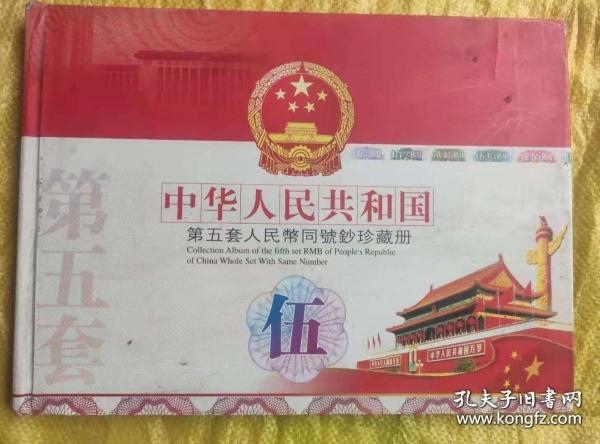 中华人民共和国
第五套人民幣同號鈔珍藏册
Collection Album of the fifth set RMB of People's Republic
of China Whole Set With Same Number
第五套
伍
中华人民共和国万岁
孔夫子旧书网
www.kongfz.com